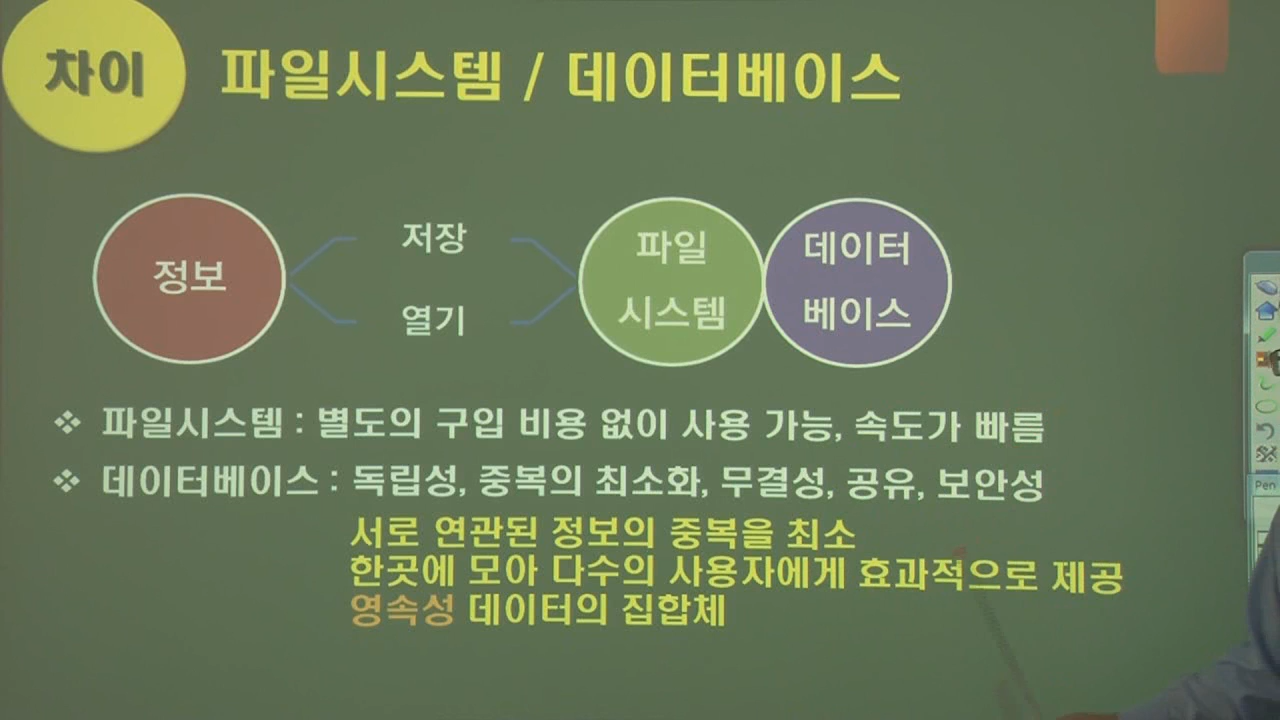 차이
파일시스템 / 데이터베이스
정보
저장
열기
파일
시스템
데이터
베이스
❖ 파일시스템 : 별도의 구입 비용 없이 사용 가능, 속도가 빠름
❖ 데이터베이스 : 독립성, 중복의 최소화, 무결성, 공유, 보안성
서로 연관된 정보의 중복을 최소
한곳에 모아 다수의 사용자에게 효과적으로 제공
영속성 데이터의 집합체
Pen